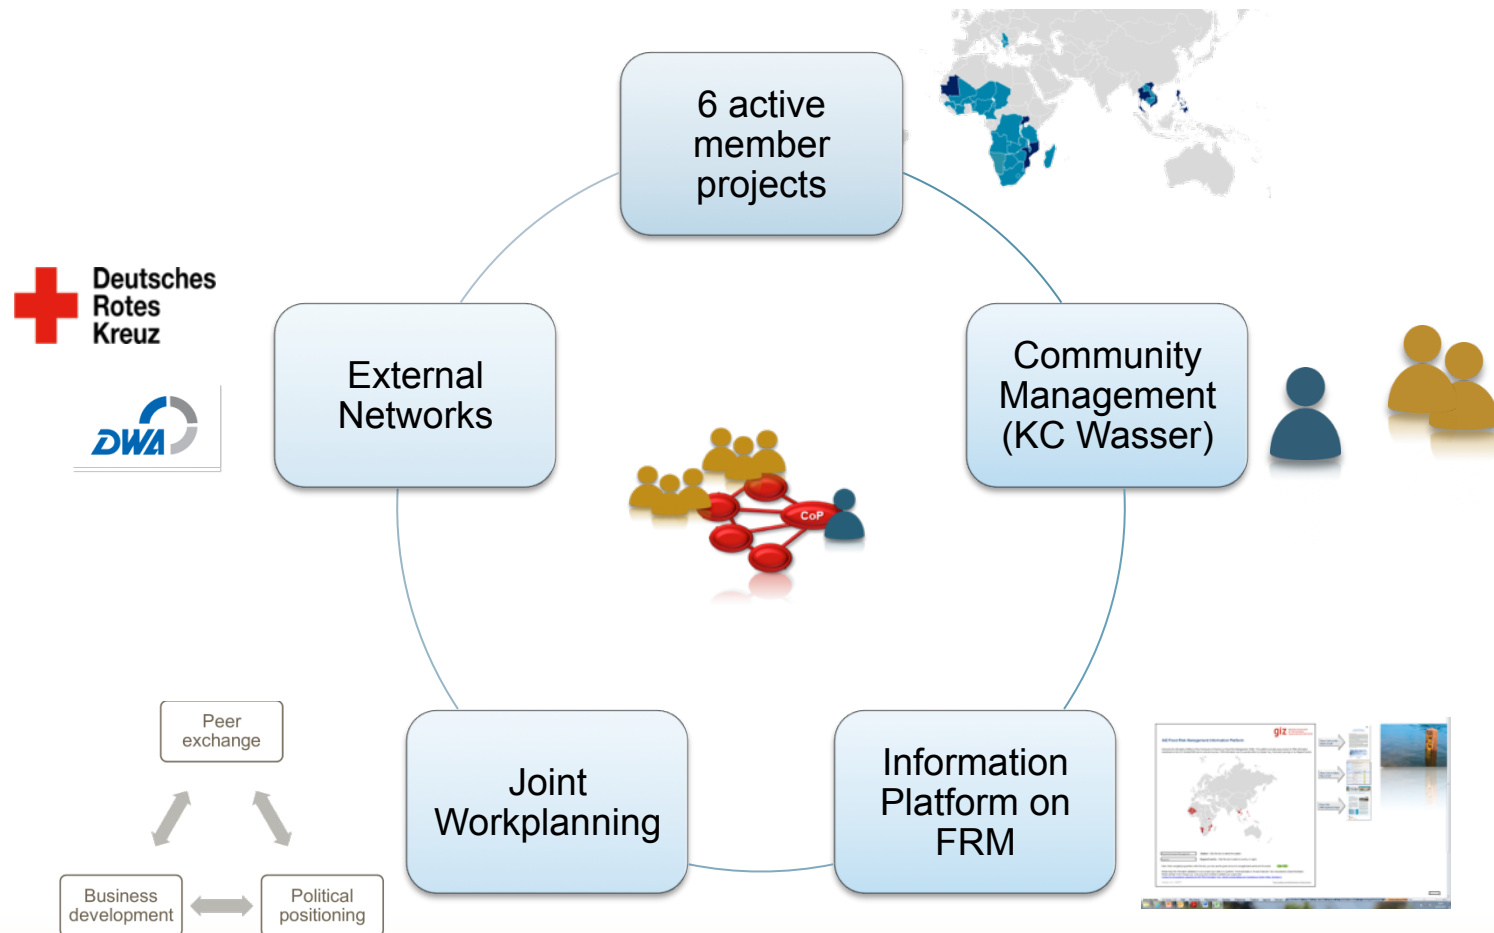 6 active
member
projects
Deutsches
Rotes
Kreuz
External
Networks
Community
Management
(KC Wasser)
DWA
CoP
Peer
exchange
Joint
Workplanning
Information
Platform on
FRM
giz
Business
development
Political
positioning